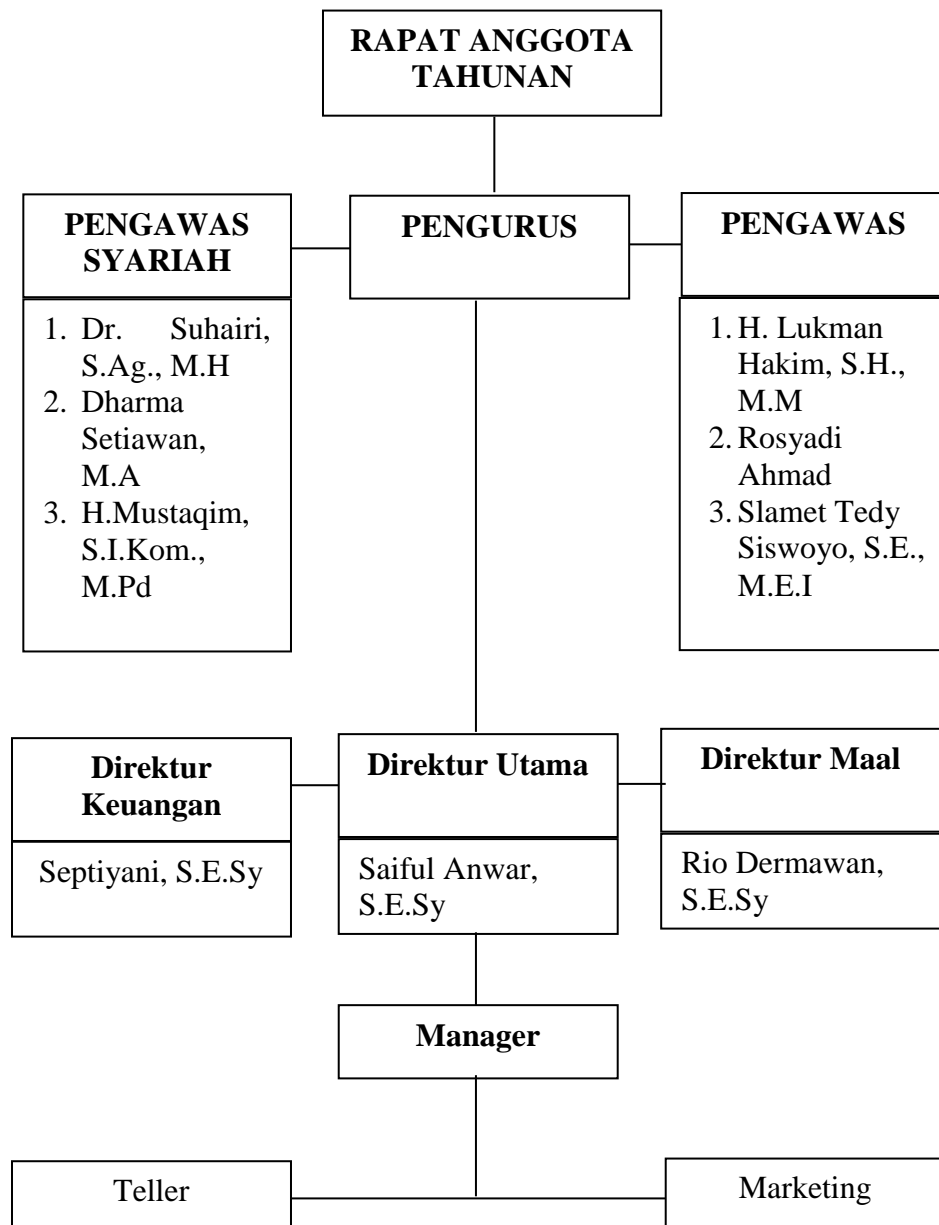 RAPAT ANGGOTA
TAHUNAN
PENGAWAS
SYARIAH
PENGURUS
PENGAWAS
1. Dr. Suhairi,
S.Ag., M.H
2. Dharma
Setiawan,
M.A
3. H.Mustaqim,
S.I.Kom.,
M.Pd
1. H. Lukman
Hakim, S.H.,
M.M
2. Rosyadi
Ahmad
3. Slamet Tedy
Siswoyo, S.E.,
M.E.I
Direktur
Keuangan
Septiyani, S.E.Sy
Direktur Utama
Saiful Anwar,
S.E.Sy
Direktur Maal
Rio Dermawan,
S.E.Sy
Manager
Teller
Marketing